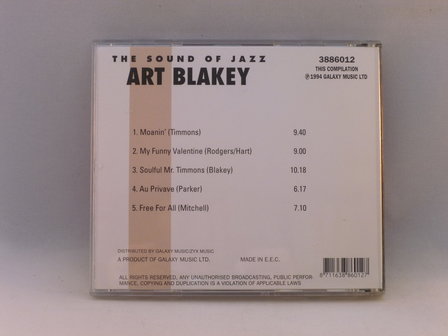 THE SOUND OF JAZZ
ART BLAKEY
3886012
THIS COMPILATION
℗1994 GALAXY MUSIC LTD
1. Moanin' (Timmons) 9.40
2. My Funny Valentine (Rodgers/Hart) 9.00
3. Soulful Mr. Timmons (Blakey) 10.18
4. Au Privave (Parker) 6.17
5. Free For All (Mitchell) 7.10
DISTRIBUTED BY GALAXY MUSIC/ZYX MUSIC
A PRODUCT OF GALAXY MUSIC LTD. MADE IN E.E.C.
0 711638 860127
ALL RIGHTS RESERVED, ANY UNAUTHORISED BROADCASTING, PUBLIC PERFOR-
MANCE, COPYING AND DUPLICATION IS A VIOLATION OF APPLICABLE LAWS